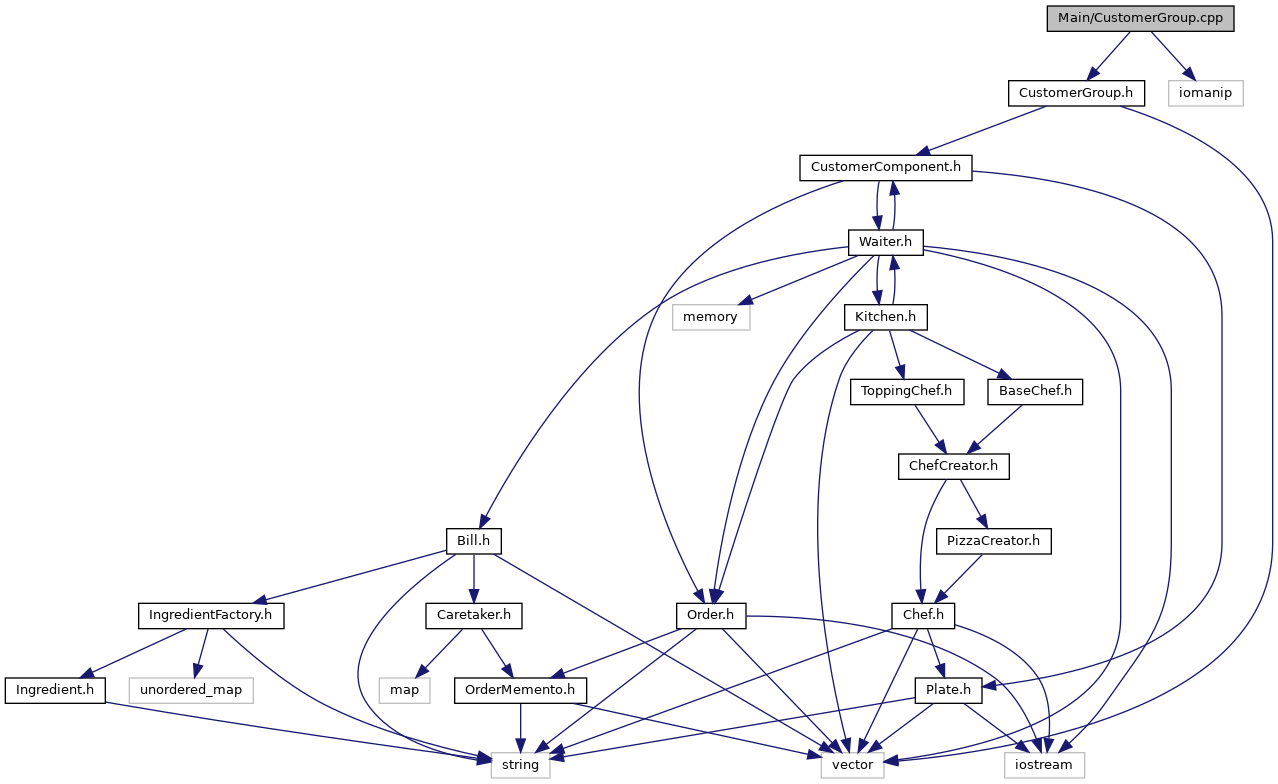 Main/CustomerGroup.cpp
CustomerGroup.h
iomanip
CustomerComponent.h
Waiter.h
memory
Kitchen.h
ToppingChef.h
BaseChef.h
ChefCreator.h
Bill.h
PizzaCreator.h
IngredientFactory.h
Caretaker.h
Order.h
Chef.h
Ingredient.h
unordered_map
map
OrderMemento.h
Plate.h
string
vector
iostream